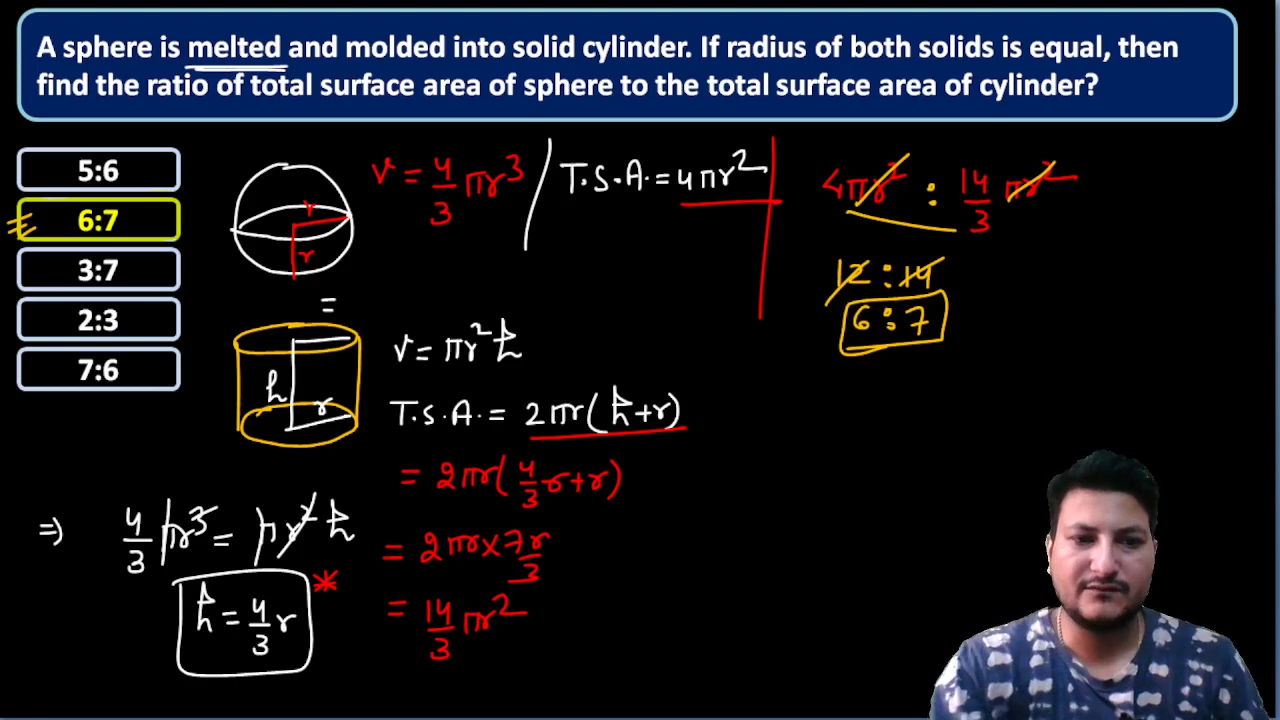 A sphere is melted and molded into solid cylinder. If radius of both solids is equal, then
find the ratio of total surface area of sphere to the total surface area of cylinder?
5:6
6:7
3:7
2:3
7:6
r
r
V = 4/3 πr³
T.S.A. = 4πr²
4πr² : 14/3 πr²
12 : 14
6 : 7
=
h
r
V = πr²h
T.S.A. = 2πr(h+r)
= 2πr(4/3 r+r)
= 2πr×7r/3
= 14/3 πr²
⇒ 4/3 πr³ = πr²h
h = 4/3 r *